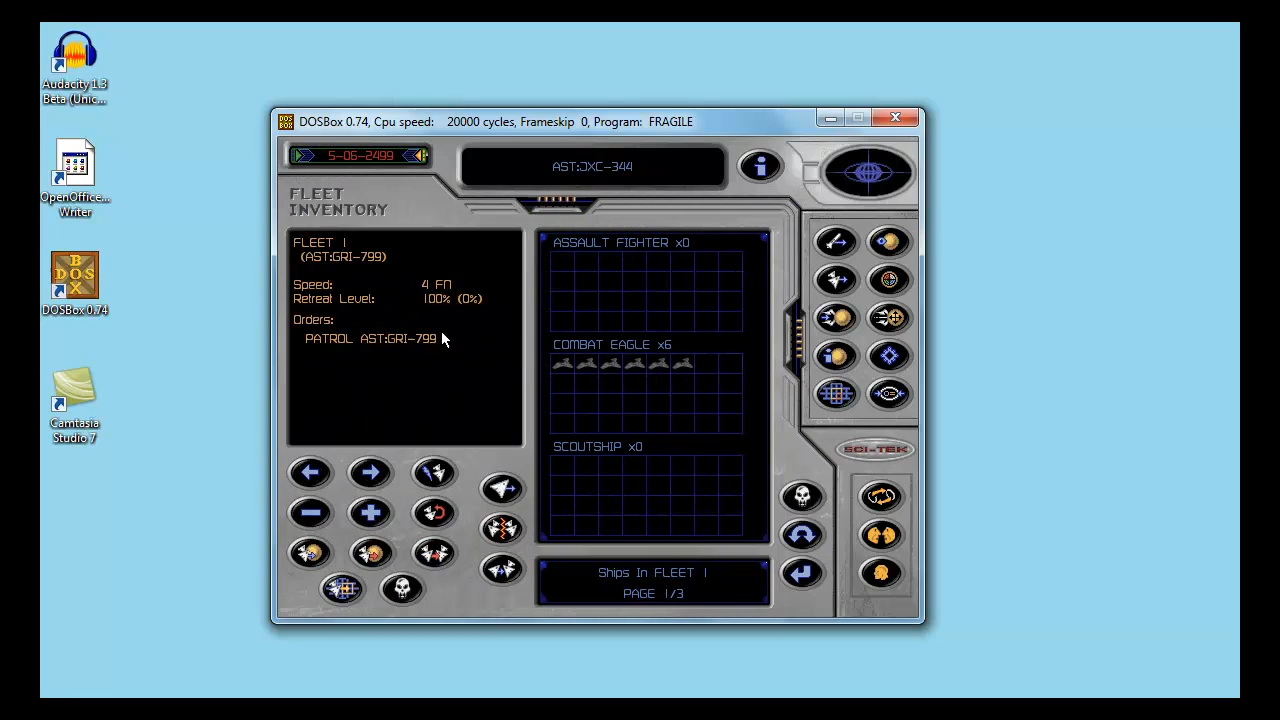 Audacity 1.3
Beta (Unic...
OpenOffice...
Writer
DOSBox 0.74
Camtasia
Studio 7
DOSBox 0.74, Cpu speed: 20000 cycles, Frameskip 0, Program: FRAGILE
5-06-2499
AST:JXC-344
FLEET
INVENTORY
FLEET 1
(AST:GRI-799)
Speed: 4 FN
Retreat Level: 100% (0%)
Orders:
PATROL AST:GRI-799
ASSAULT FIGHTER x0
COMBAT EAGLE x6
SCOUTSHIP x0
Ships In FLEET 1
PAGE 1/3
SCI-TEK